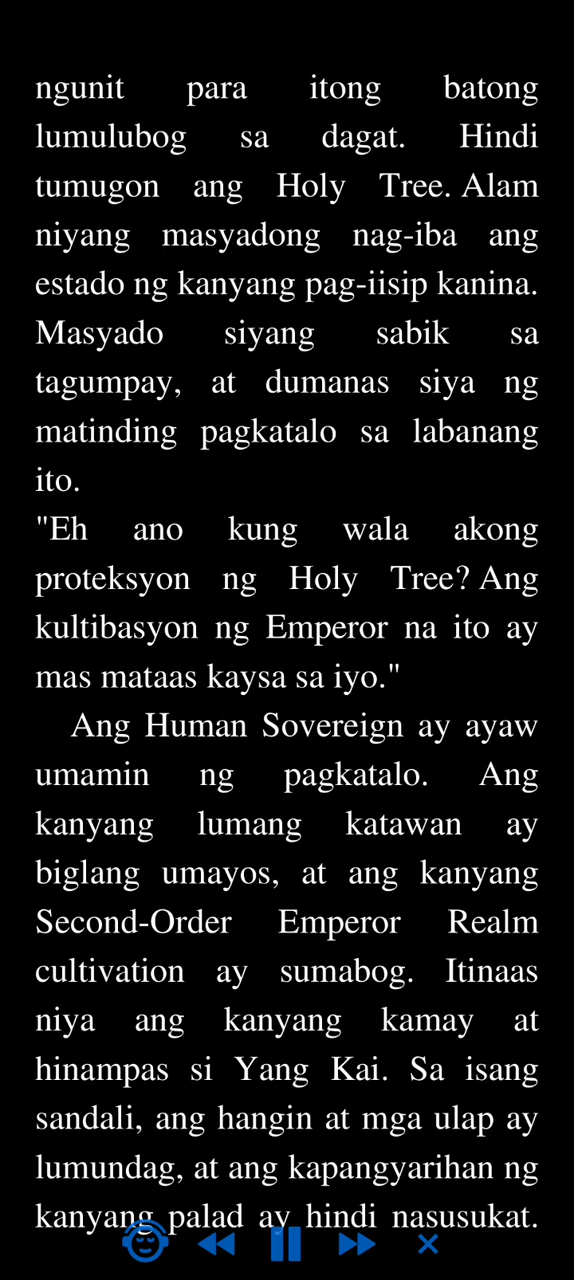 ngunit para itong batong
lumulubog sa dagat. Hindi
tumugon ang Holy Tree. Alam
niyang masyadong nag-iba ang
estado ng kanyang pag-iisip kanina.
Masyado siyang sabik sa
tagumpay, at dumanas siya ng
matinding pagkatalo sa labanang
ito.
"Eh ano kung wala akong
proteksyon ng Holy Tree? Ang
kultibasyon ng Emperor na ito ay
mas mataas kaysa sa iyo."
Ang Human Sovereign ay ayaw
umamin ng pagkatalo. Ang
kanyang lumang katawan ay
biglang umayos, at ang kanyang
Second-Order Emperor Realm
cultivation ay sumabog. Itinaas
niya ang kanyang kamay at
hinampas si Yang Kai. Sa isang
sandali, ang hangin at mga ulap ay
lumundag, at ang kapangyarihan ng
kanyang palad ay hindi nasusukat.